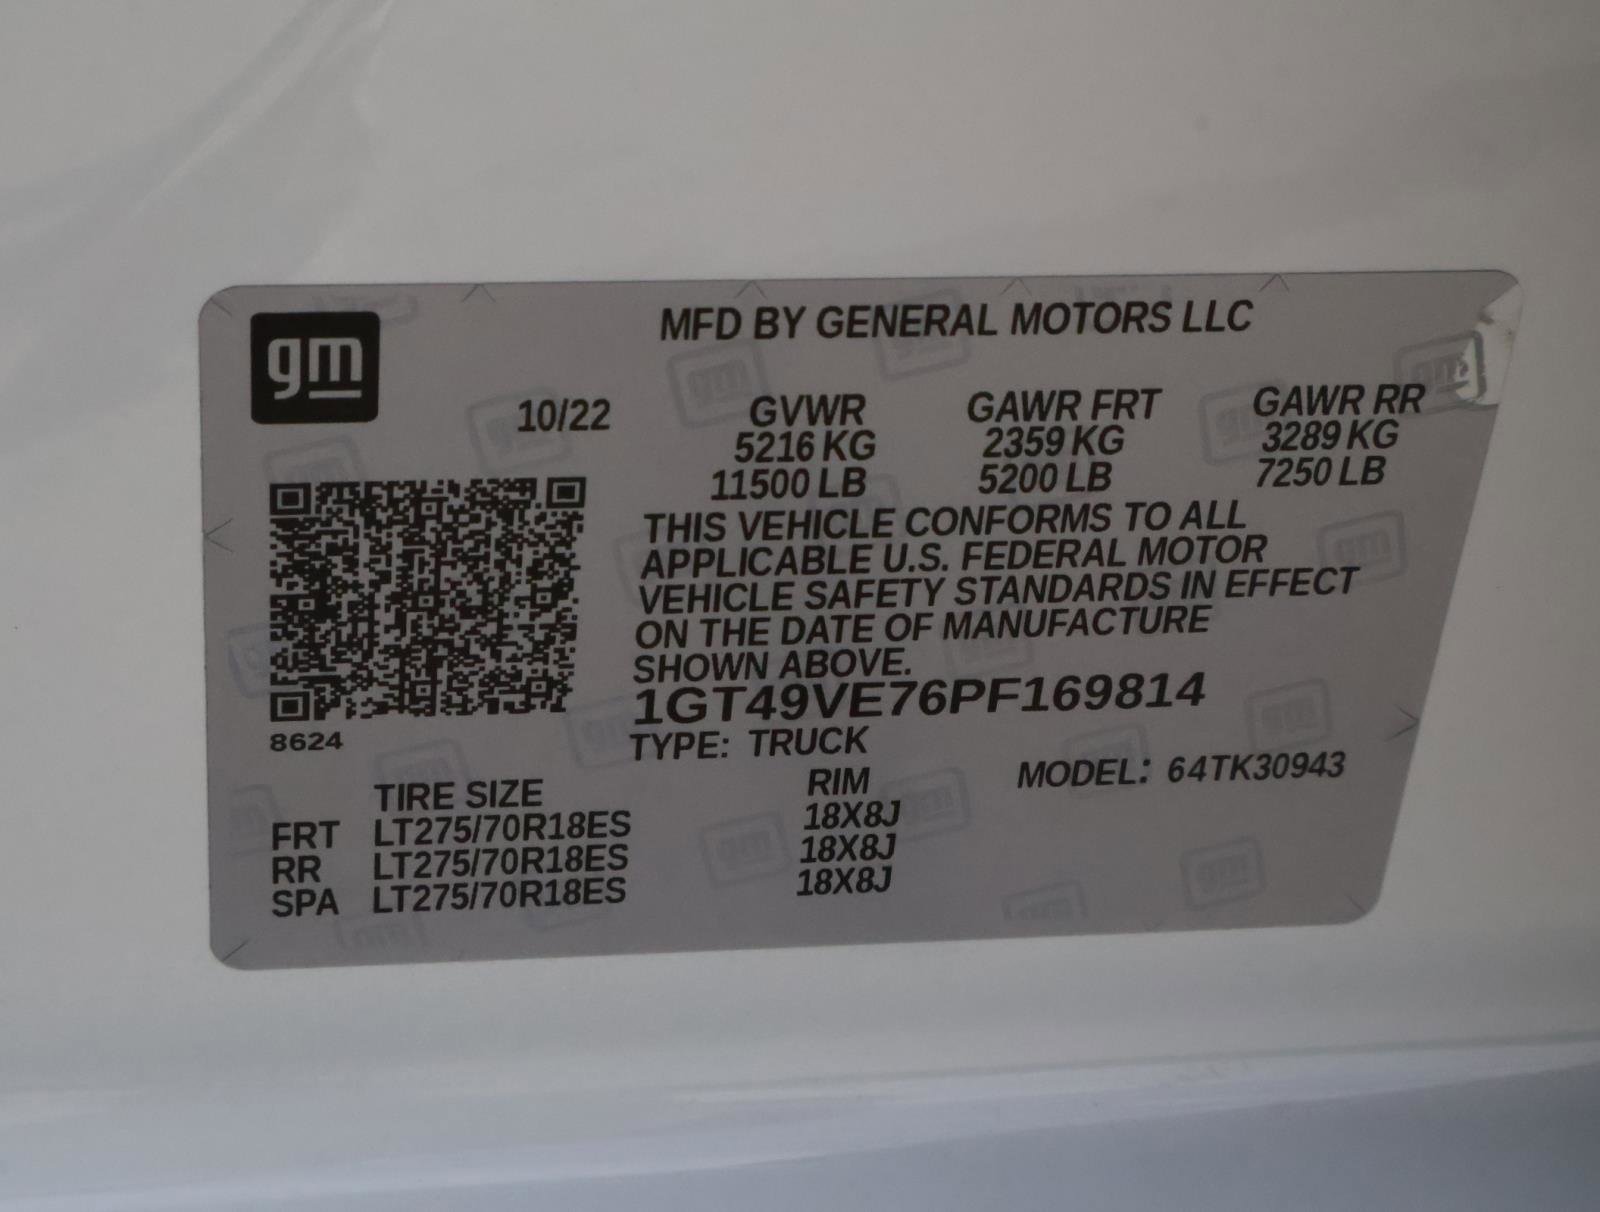 gm
MFD BY GENERAL MOTORS LLC
10/22 GVWR GAWR FRT GAWR RR
5216 KG 2359 KG 3289 KG
11500 LB 5200 LB 7250 LB
THIS VEHICLE CONFORMS TO ALL
APPLICABLE U.S. FEDERAL MOTOR
VEHICLE SAFETY STANDARDS IN EFFECT
ON THE DATE OF MANUFACTURE
SHOWN ABOVE.
1GT49VE76PF169814
8624
TYPE: TRUCK
MODEL: 64TK30943
TIRE SIZE RIM
FRT LT275/70R18ES 18X8J
RR LT275/70R18ES 18X8J
SPA LT275/70R18ES 18X8J